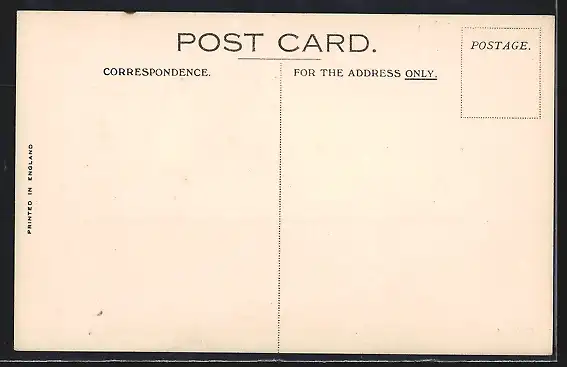 POST CARD.
CORRESPONDENCE.
FOR THE ADDRESS ONLY.
POSTAGE.
PRINTED IN ENGLAND